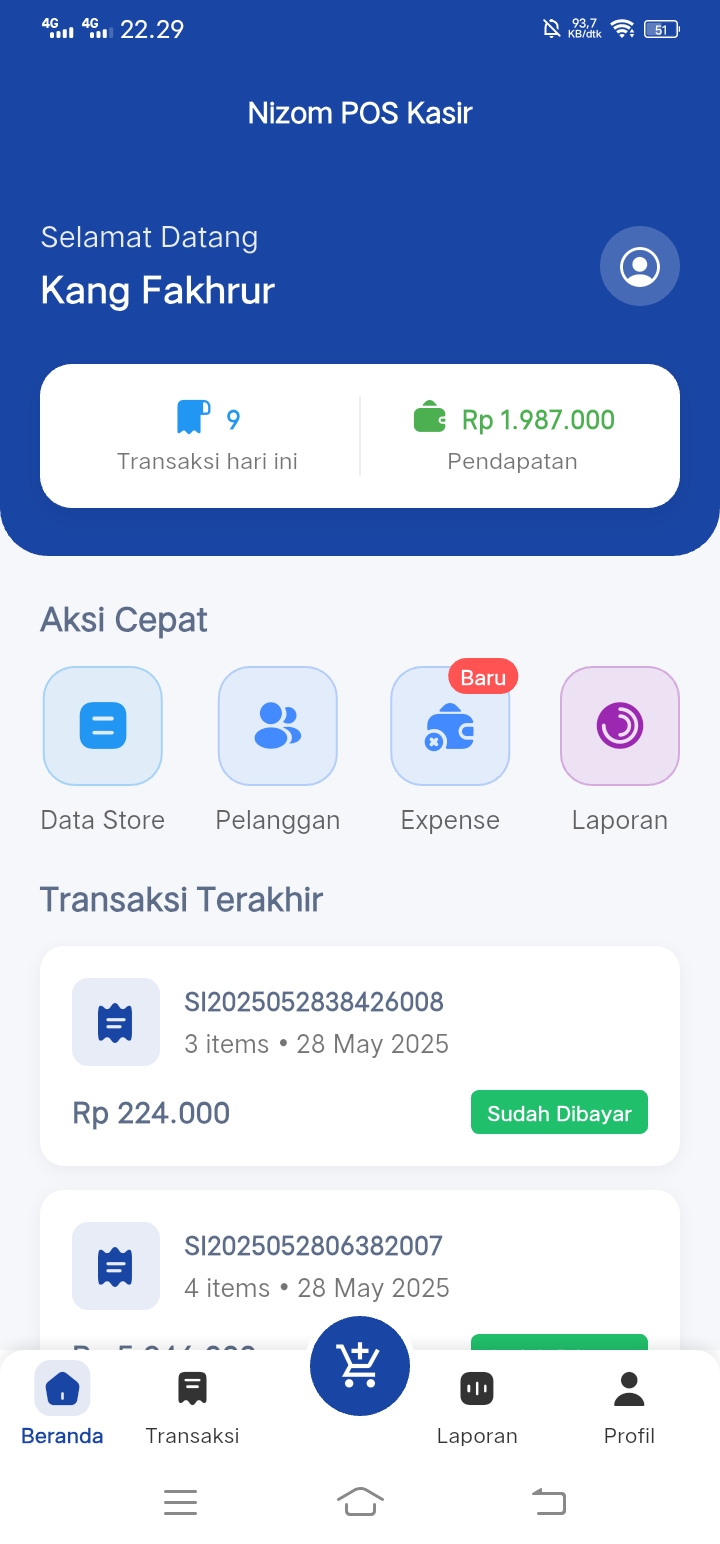 4G 4G 22.29 93,7 KB/dtk 51
Nizom POS Kasir
Selamat Datang
Kang Fakhrur
9 Rp 1.987.000
Transaksi hari ini Pendapatan
Aksi Cepat
Baru
Data Store Pelanggan Expense Laporan
Transaksi Terakhir
SI2025052838426008
3 items • 28 May 2025
Rp 224.000 Sudah Dibayar
SI2025052806382007
4 items • 28 May 2025
Beranda Transaksi Laporan Profil